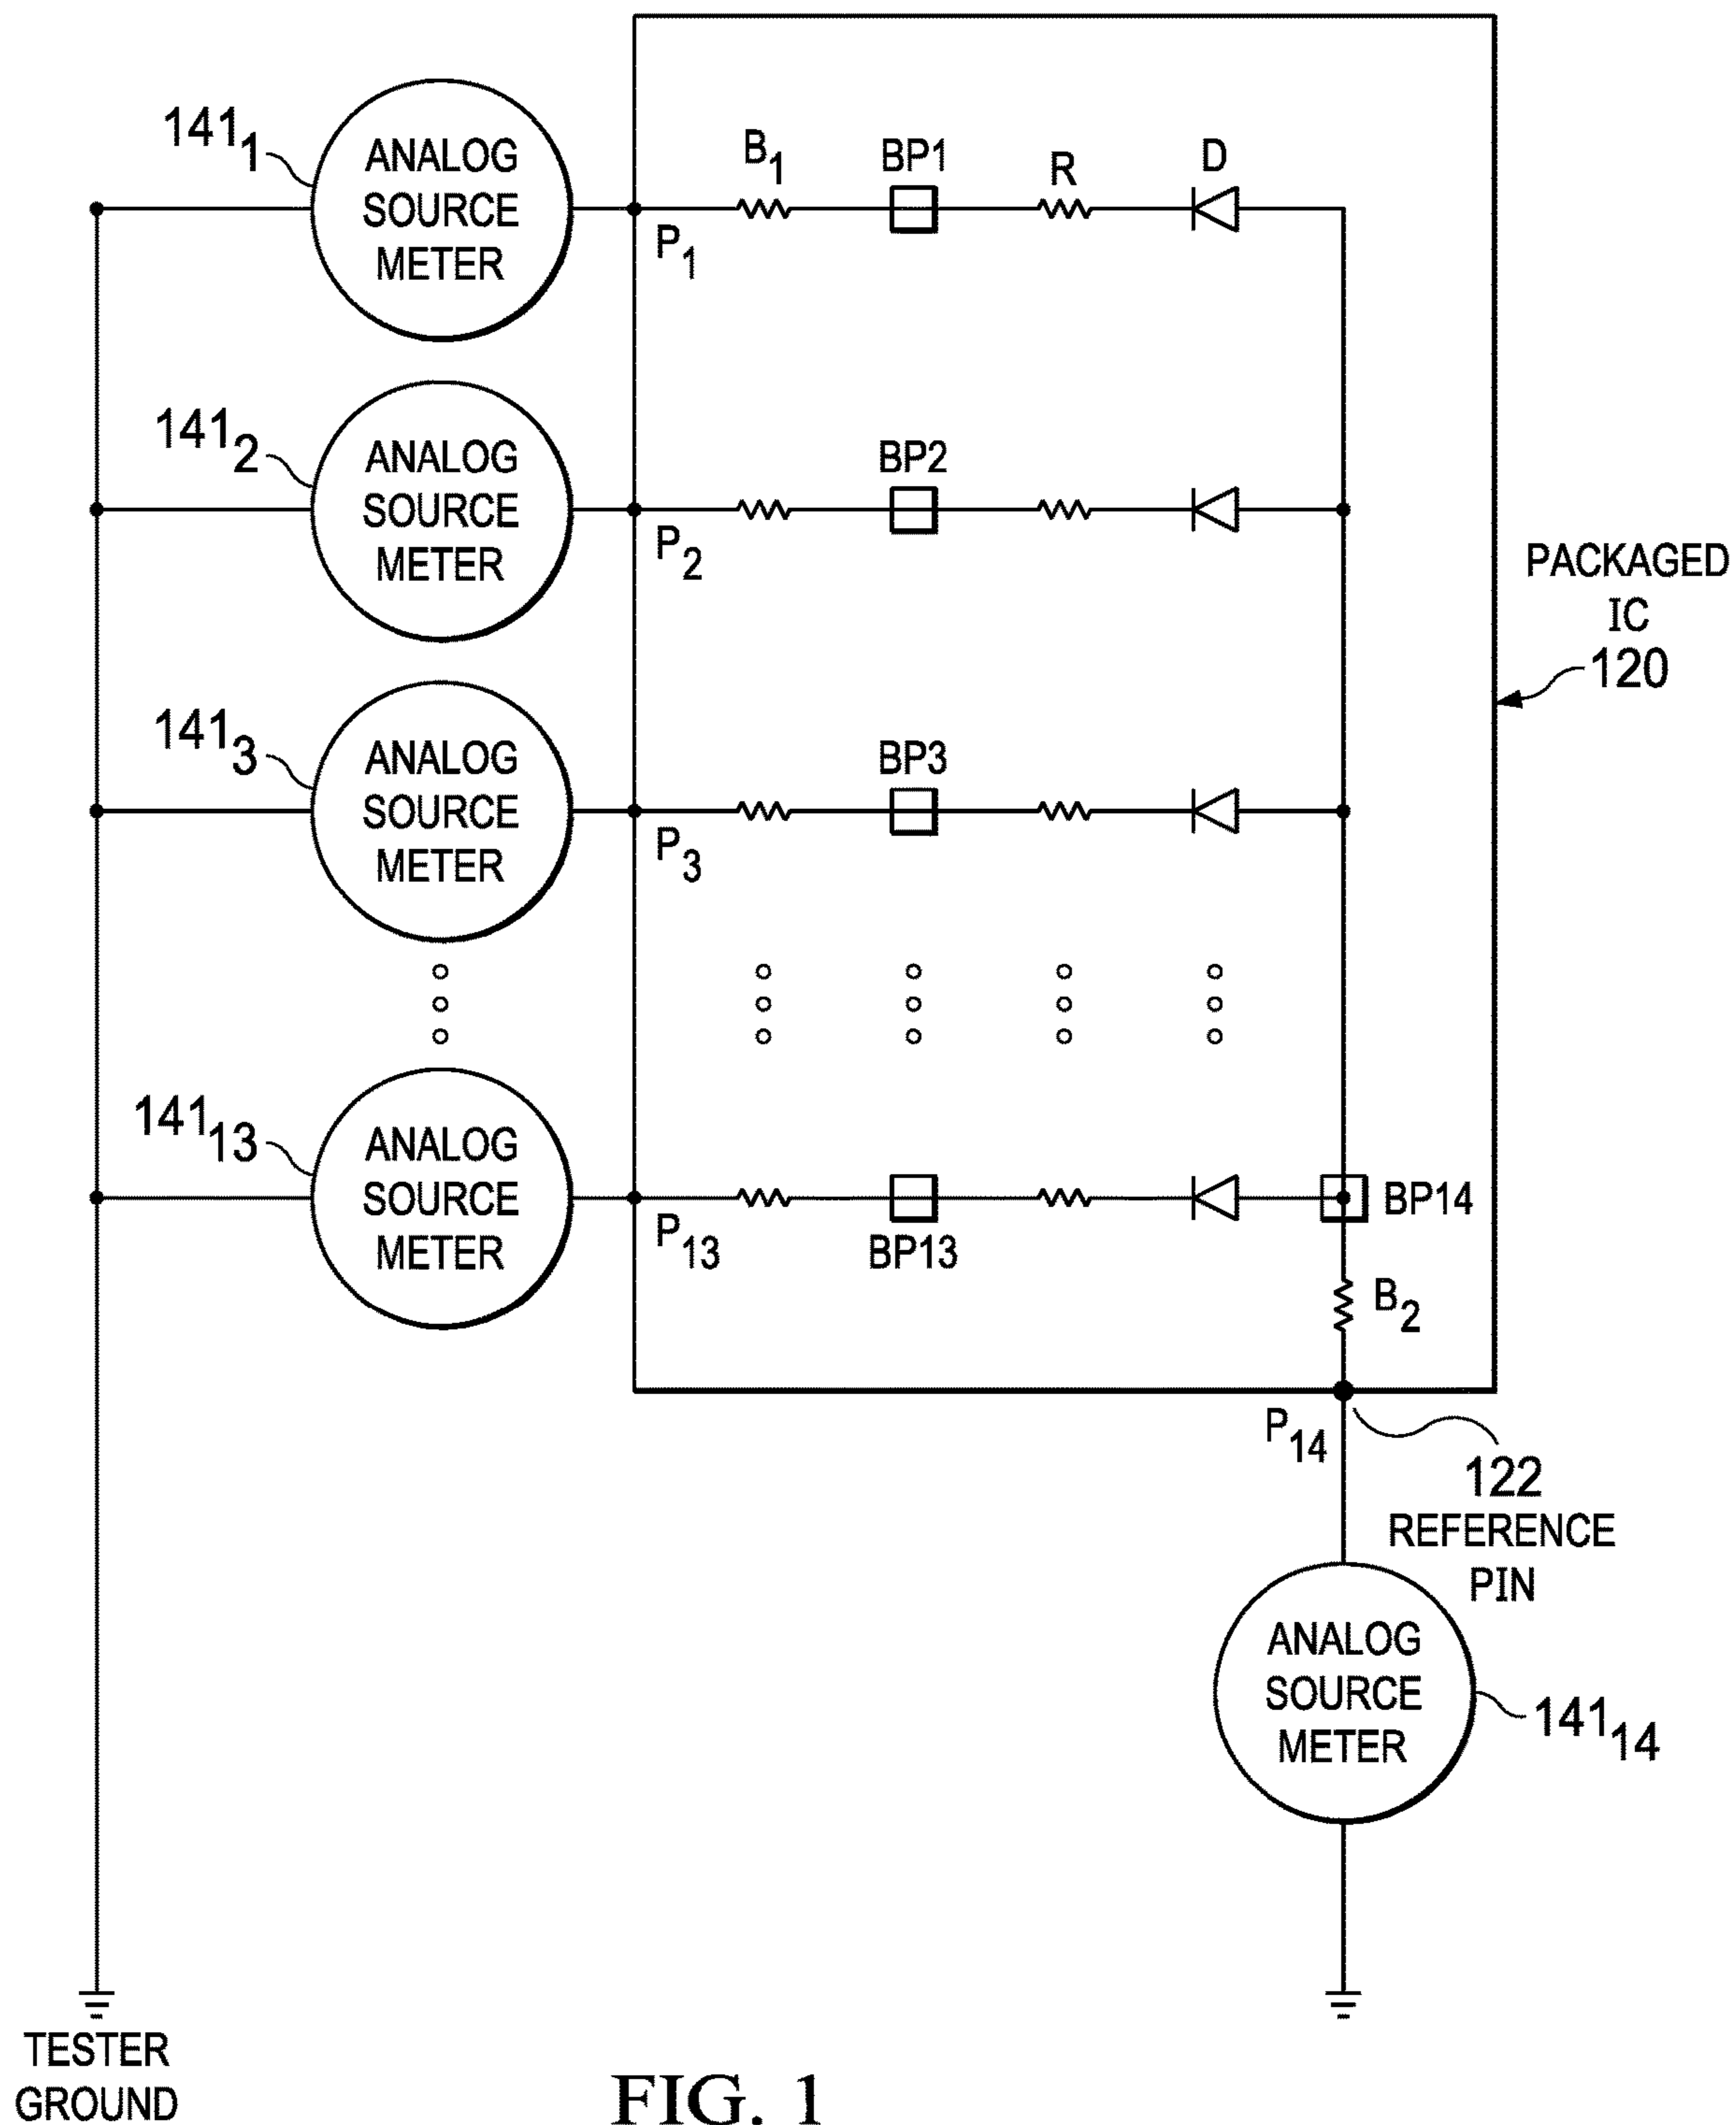 141₁
ANALOG
SOURCE
METER
B₁
BP1
R
D
P₁
141₂
ANALOG
SOURCE
METER
BP2
P₂
PACKAGED
IC
120
141₃
ANALOG
SOURCE
METER
BP3
P₃
141₁₃
ANALOG
SOURCE
METER
P₁₃
BP13
BP14
B₂
P₁₄
122
REFERENCE
PIN
ANALOG
SOURCE
METER
141₁₄
TESTER
GROUND
FIG. 1